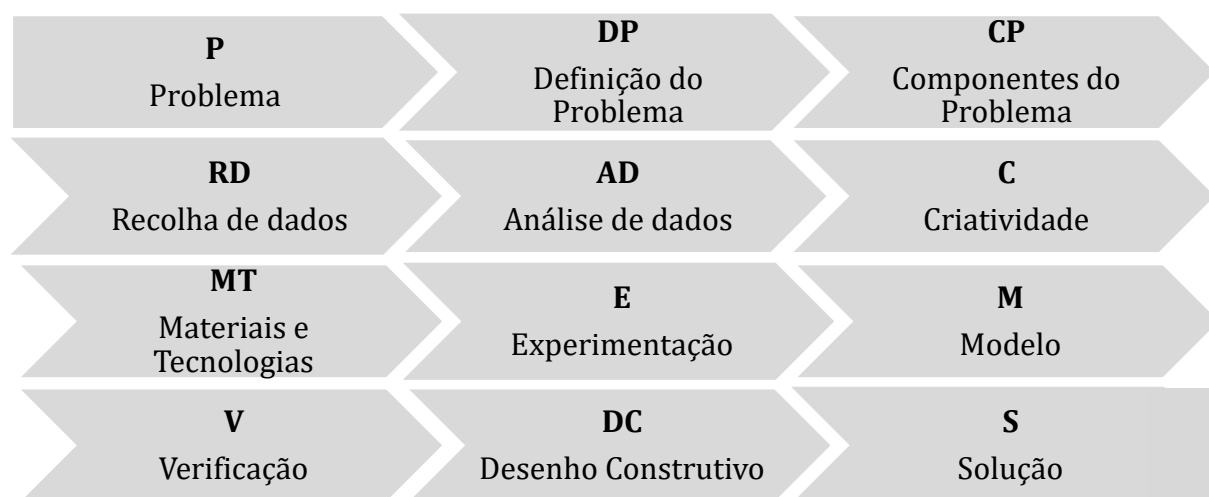 P
Problema
DP
Definição do
Problema
CP
Componentes do
Problema
RD
Recolha de dados
AD
Análise de dados
C
Criatividade
MT
Materiais e
Tecnologias
E
Experimentação
M
Modelo
V
Verificação
DC
Desenho Construtivo
S
Solução